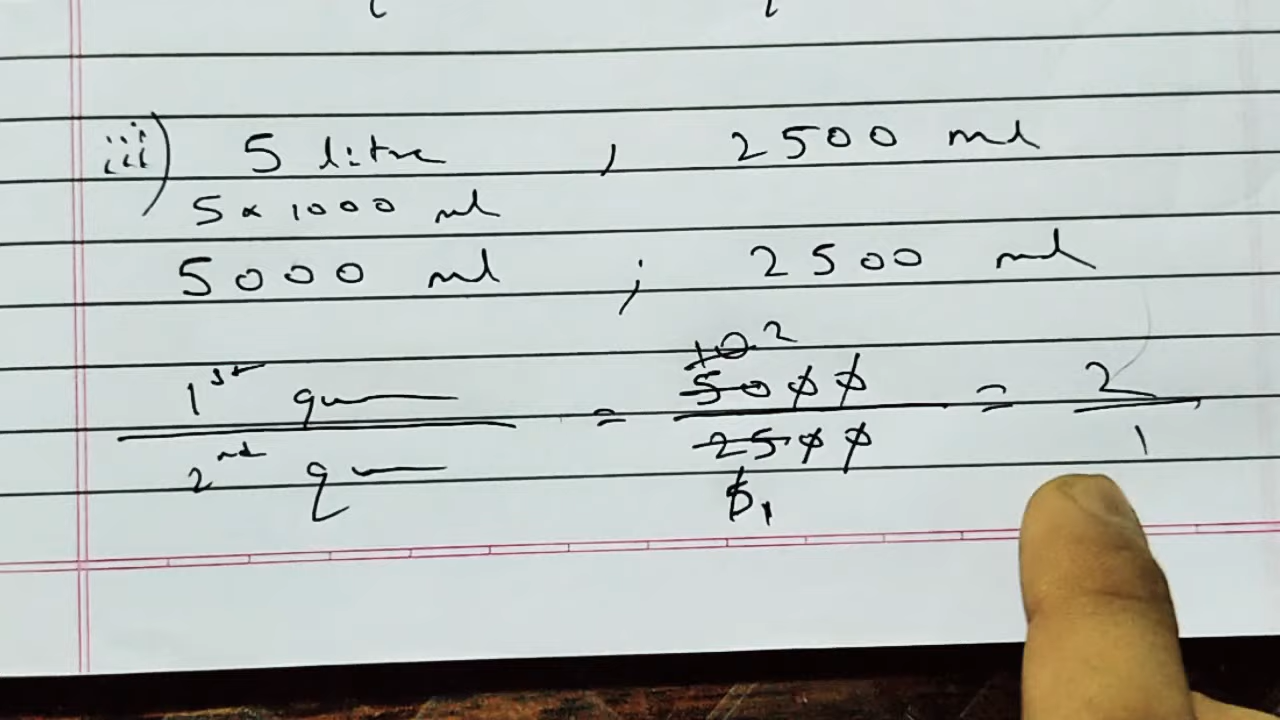 iii) 5 litre , 2500 ml
5 × 1000 ml
5000 ml ; 2500 ml
10 2
1st qu / 2nd qu = 5000 / 2500 = 2 / 1
5 1